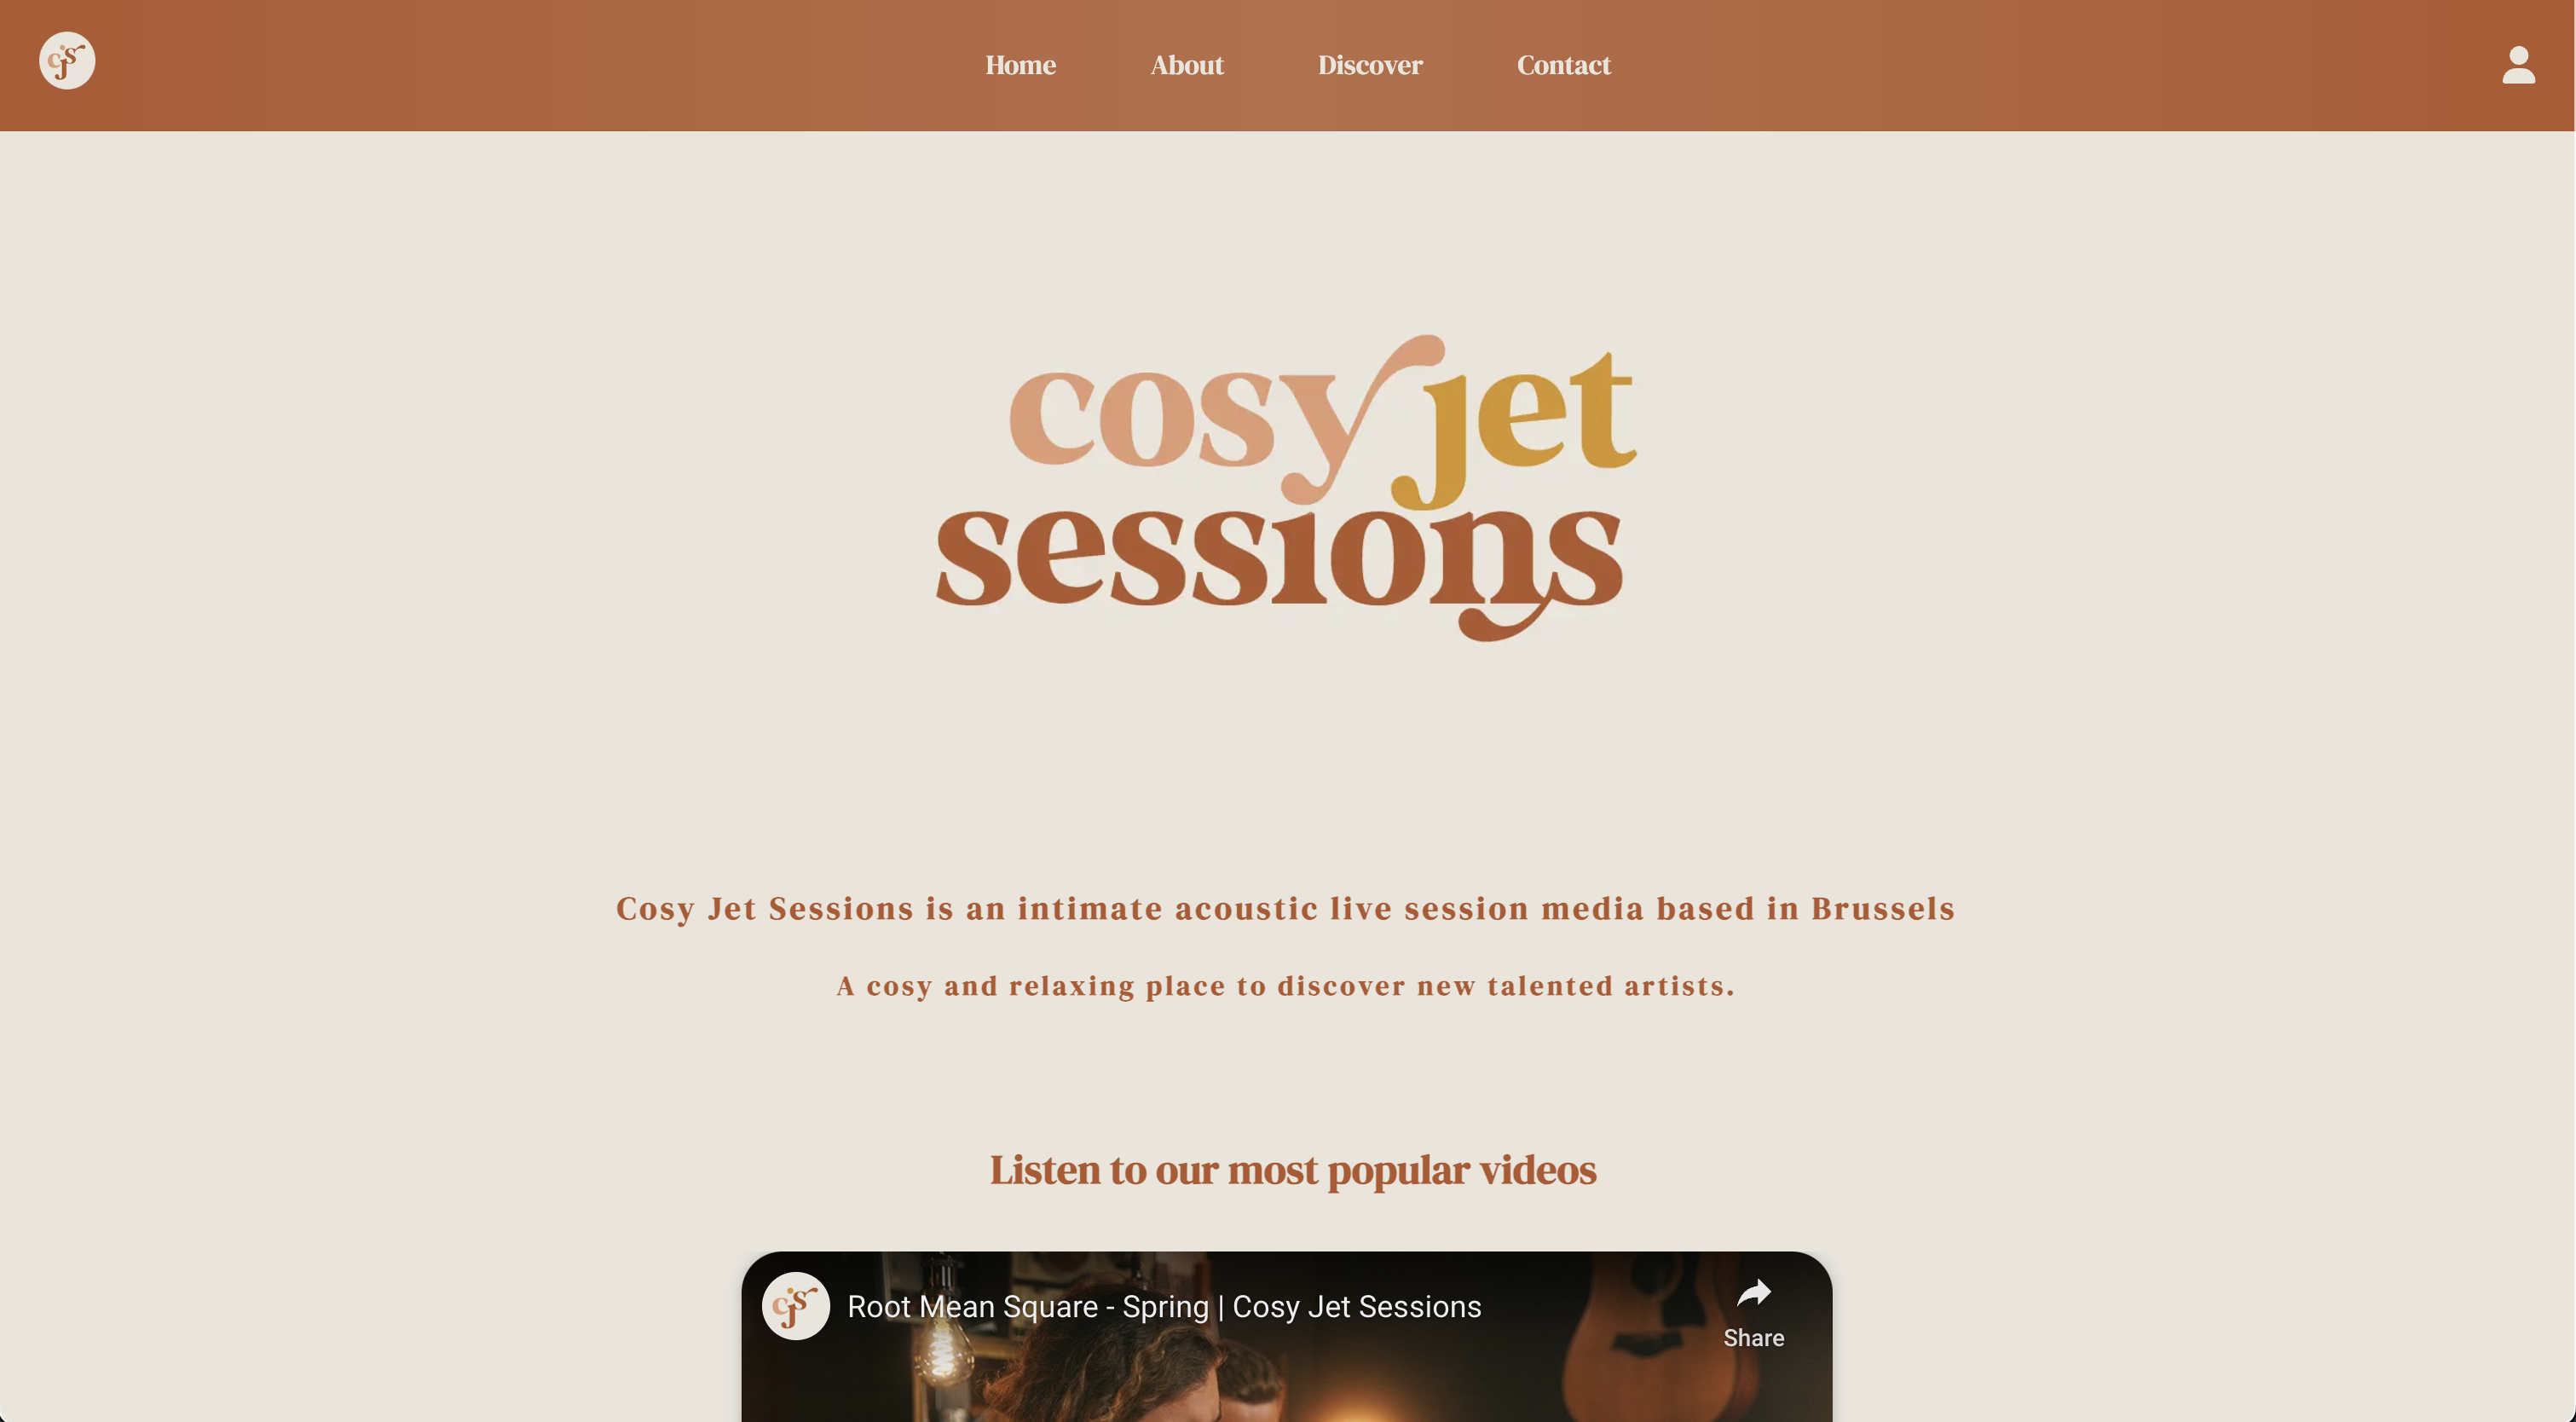 cjs
Home About Discover Contact
cosy jet
sessions
Cosy Jet Sessions is an intimate acoustic live session media based in Brussels
A cosy and relaxing place to discover new talented artists.
Listen to our most popular videos
cjs
Root Mean Square - Spring | Cosy Jet Sessions
Share